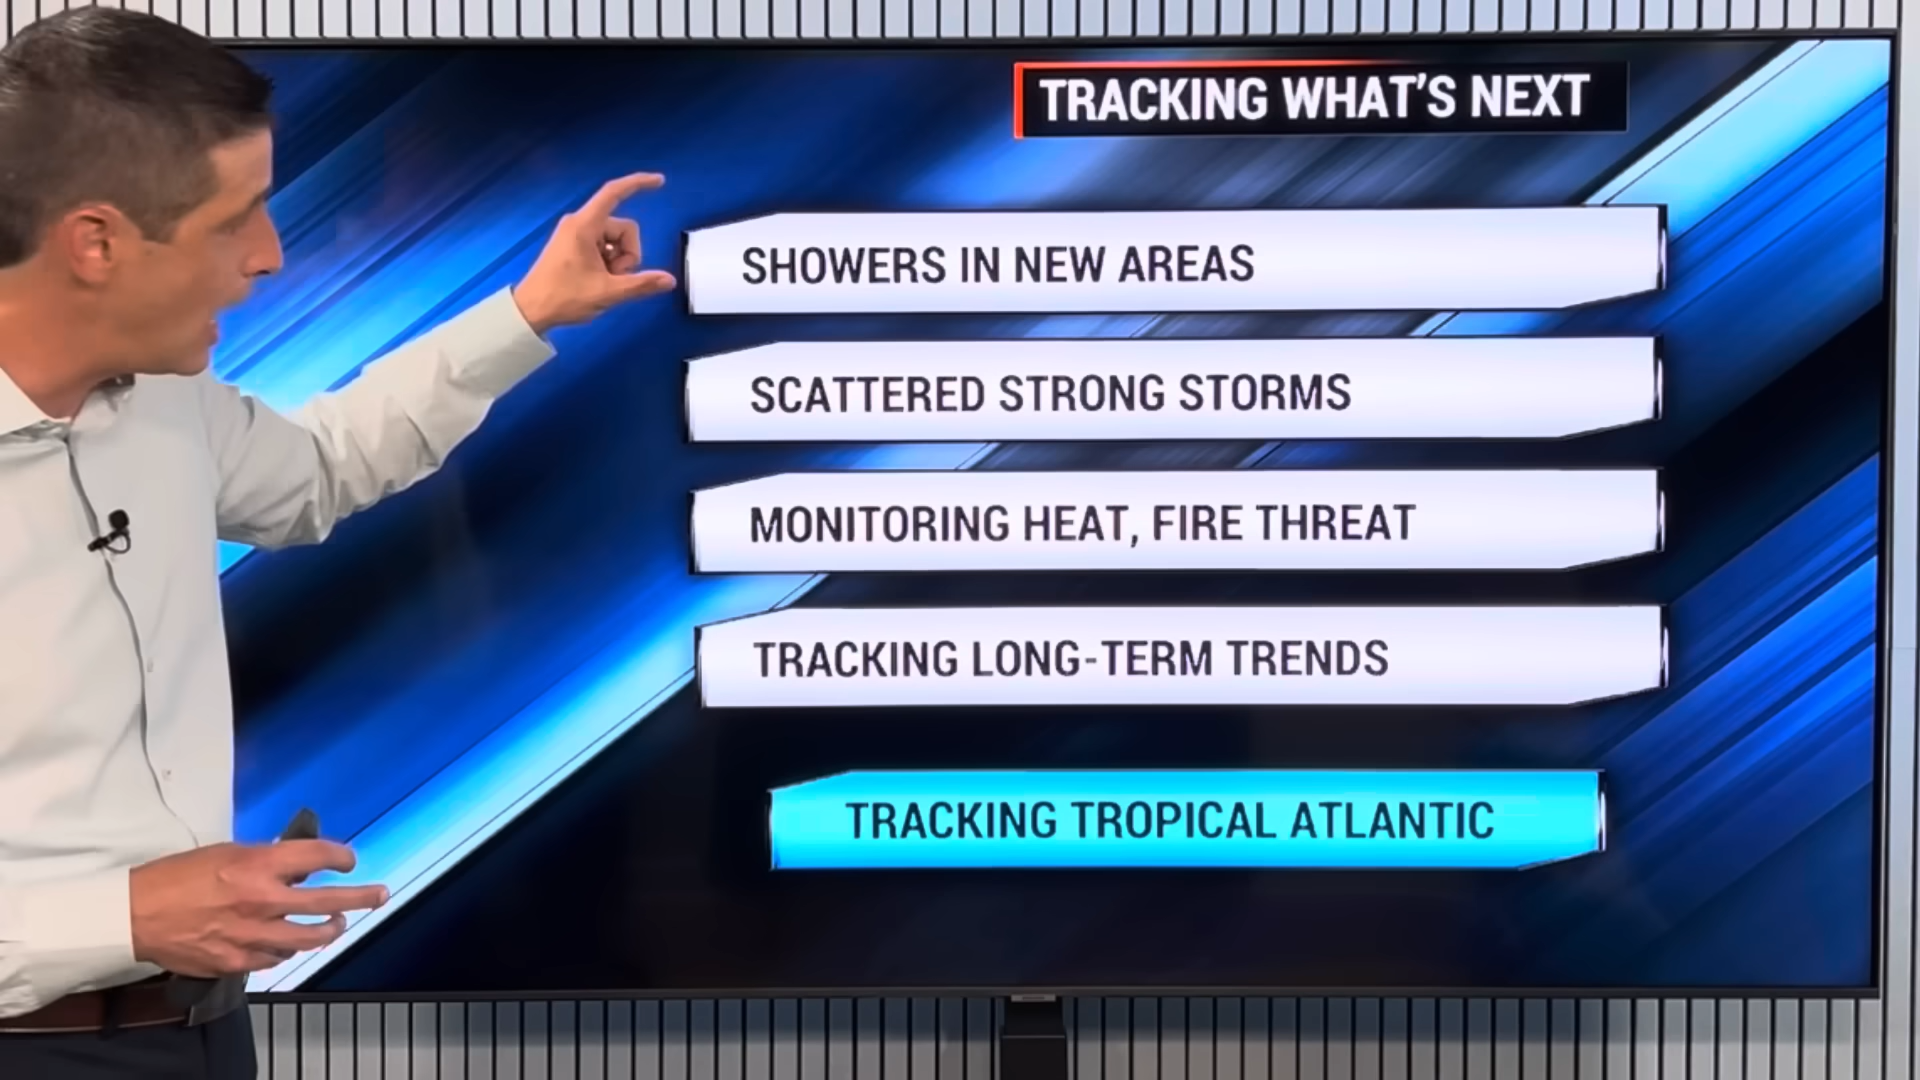 TRACKING WHAT'S NEXT
SHOWERS IN NEW AREAS
SCATTERED STRONG STORMS
MONITORING HEAT, FIRE THREAT
TRACKING LONG-TERM TRENDS
TRACKING TROPICAL ATLANTIC